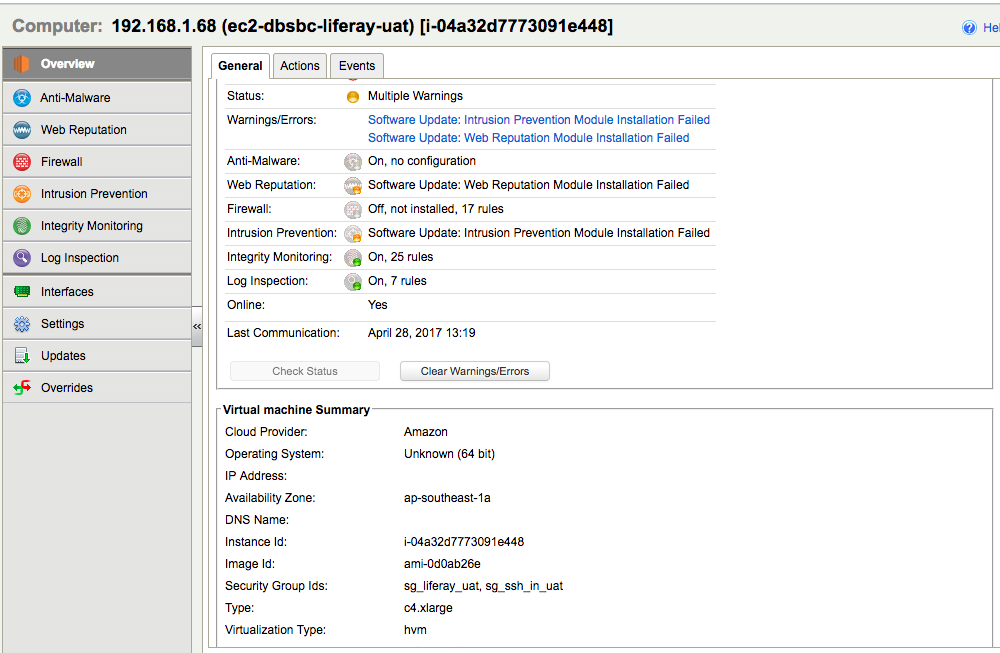 Computer: 192.168.1.68 (ec2-dbsbc-liferay-uat) [i-04a32d7773091e448]
Overview
Anti-Malware
Web Reputation
Firewall
Intrusion Prevention
Integrity Monitoring
Log Inspection
Interfaces
Settings
Updates
Overrides
«
General Actions Events
Status: Multiple Warnings
Warnings/Errors: Software Update: Intrusion Prevention Module Installation Failed
Software Update: Web Reputation Module Installation Failed
Anti-Malware: On, no configuration
Web Reputation: Software Update: Web Reputation Module Installation Failed
Firewall: Off, not installed, 17 rules
Intrusion Prevention: Software Update: Intrusion Prevention Module Installation Failed
Integrity Monitoring: On, 25 rules
Log Inspection: On, 7 rules
Online: Yes
Last Communication: April 28, 2017 13:19
Check Status Clear Warnings/Errors
Virtual machine Summary
Cloud Provider: Amazon
Operating System: Unknown (64 bit)
IP Address:
Availability Zone: ap-southeast-1a
DNS Name:
Instance Id: i-04a32d7773091e448
Image Id: ami-0d0ab26e
Security Group Ids: sg_liferay_uat, sg_ssh_in_uat
Type: c4.xlarge
Virtualization Type: hvm